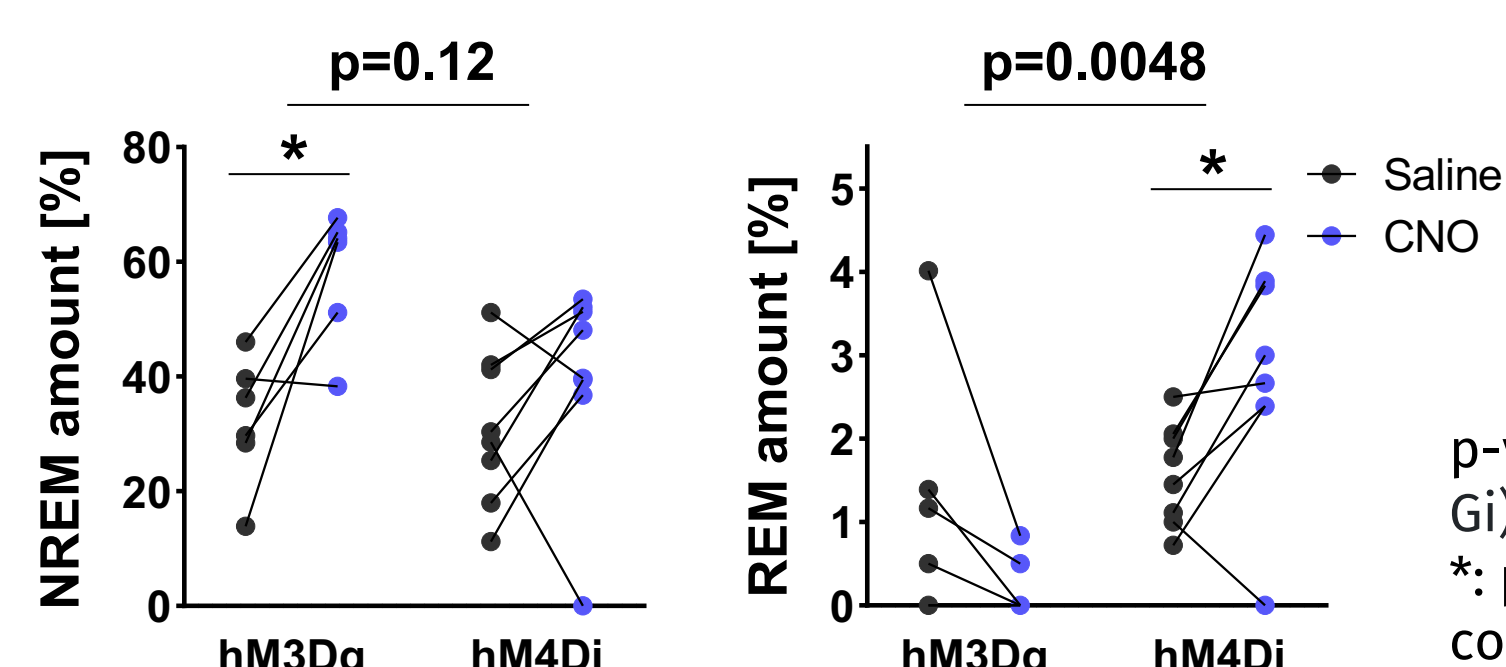 p=0.12
p=0.0048
*
*
NREM amount [%]
80
60
40
20
0
REM amount [%]
5
4
3
2
1
0
Saline
CNO
Gi)
*:
hM3Dq
hM4Di
hM3Dq
hM4Di